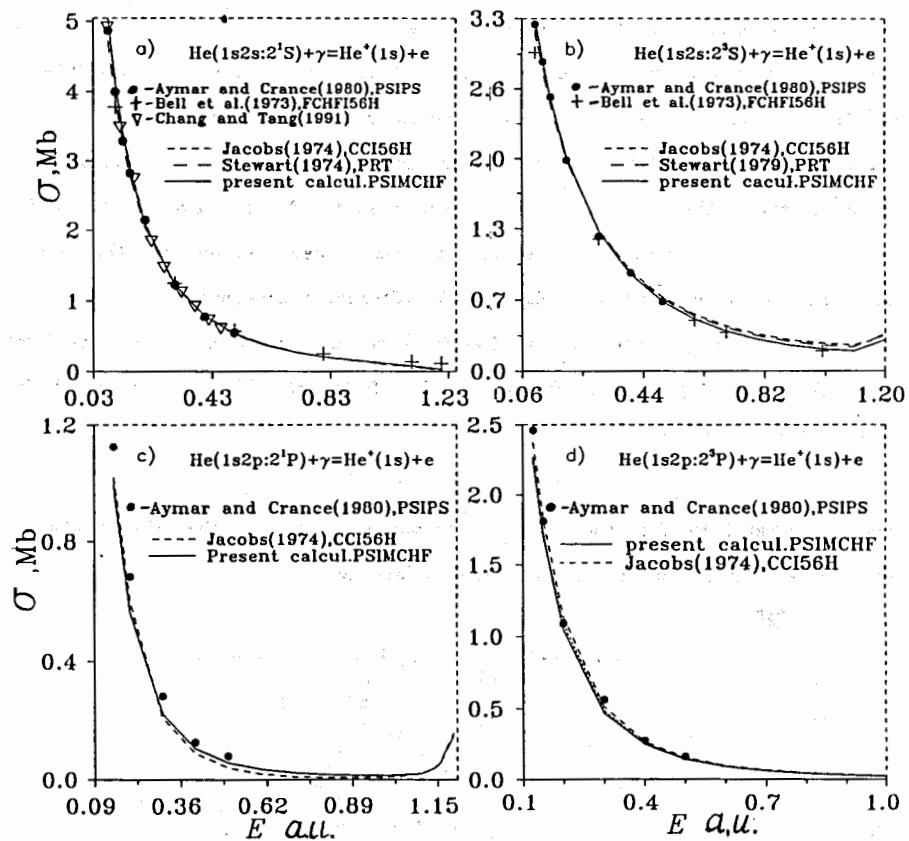 a) He(1s2s:2¹S)+γ=He⁺(1s)+e
●-Aymar and Crance(1980),PSIPS
+-Bell et al.(1973),FCHFI56H
▽-Chang and Tang(1991)
Jacobs(1974),CCI56H
Stewart(1974),PRT
present calcul.PSIMCHF
σ,Mb
5
4
3
2
1
0
0.03 0.43 0.83 1.23
b) He(1s2s:2³S)+γ=He⁺(1s)+e
●-Aymar and Crance(1980),PSIPS
+-Bell et al.(1973),FCHFI56H
Jacobs(1974),CCI56H
Stewart(1979),PRT
present cacul.PSIMCHF
3.3
2.6
2.0
1.3
0.7
0.0
0.06 0.44 0.82 1.20
c) He(1s2p:2¹P)+γ=He⁺(1s)+e
●-Aymar and Crance(1980),PSIPS
Jacobs(1974),CCI56H
Present calcul.PSIMCHF
σ,Mb
1.2
0.8
0.4
0.0
0.09 0.36 0.62 0.89 1.15
E a.u.
d) He(1s2p:2³P)+γ=He⁺(1s)+e
●-Aymar and Crance(1980),PSIPS
present calcul.PSIMCHF
Jacobs(1974),CCI56H
2.5
2.0
1.5
1.0
0.5
0.0
0.1 0.4 0.7 1.0
E a,u.